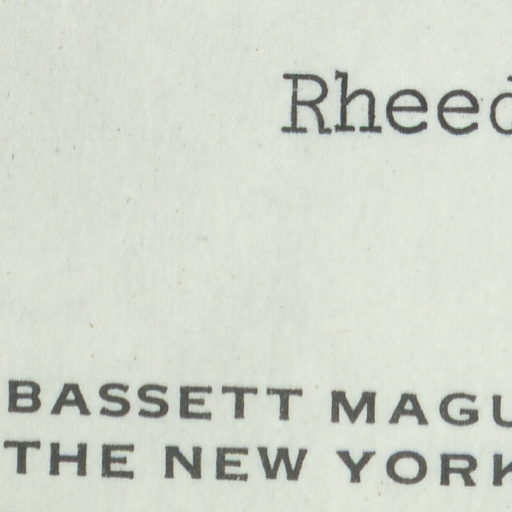 Rheed
BASSETT MAGU
THE NEW YORK